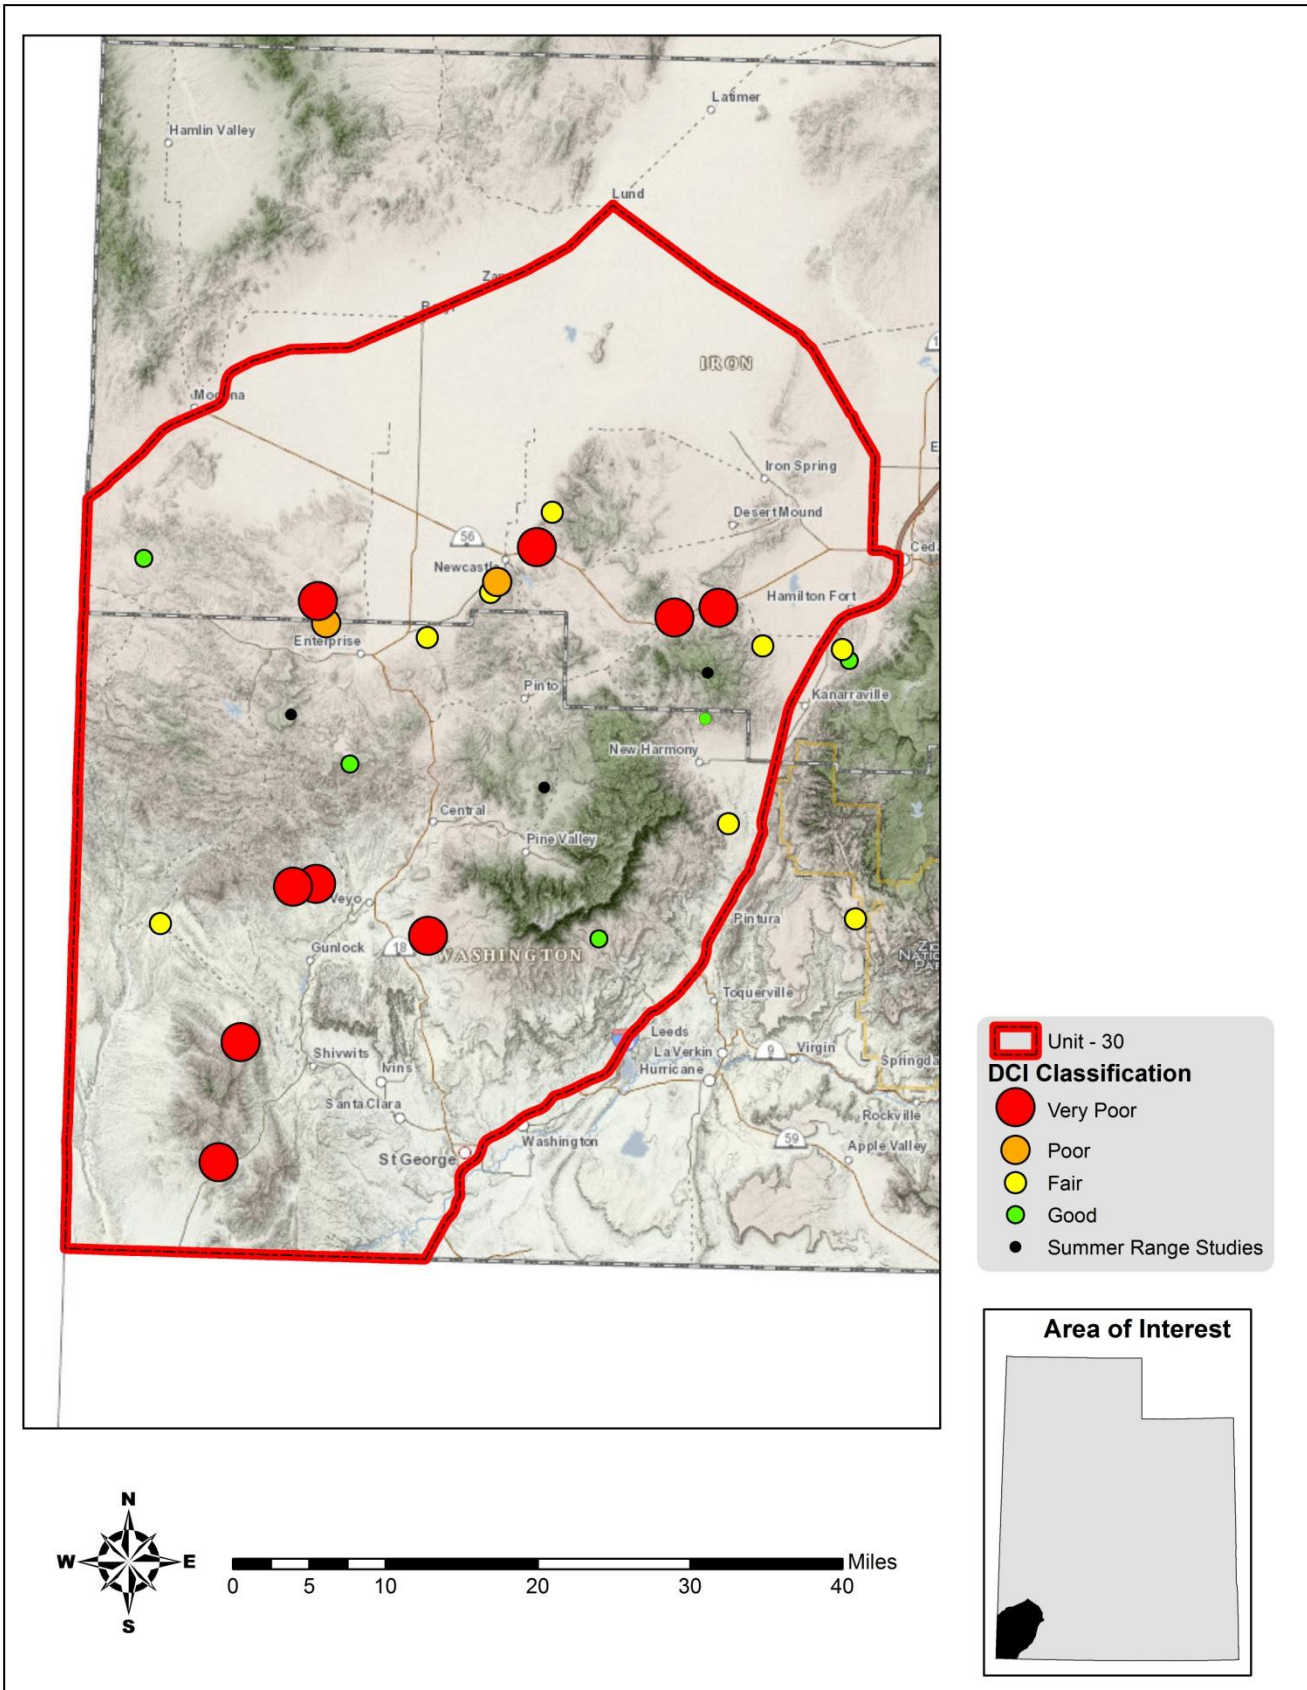 Latimer
Hamlin Valley
Lund
IRON
Iron Spring
Desert Mound
56
Newcastle
Hamilton Fort
Enterprise
Pinto
Kanarraville
New Harmony
Central
Pine Valley
Veyo
Pintura
Gunlock
18
WASHINGTON
Toquerville
Leeds
Shivwits
LaVerkin
9
Virgin
Springda
Ivins
Hurricane
Santa Clara
Rockville
Washington
59
Apple Valley
St George
Unit - 30
DCI Classification
Very Poor
Poor
Fair
Good
Summer Range Studies
Area of Interest
N
W
E
S
Miles
0
5
10
20
30
40